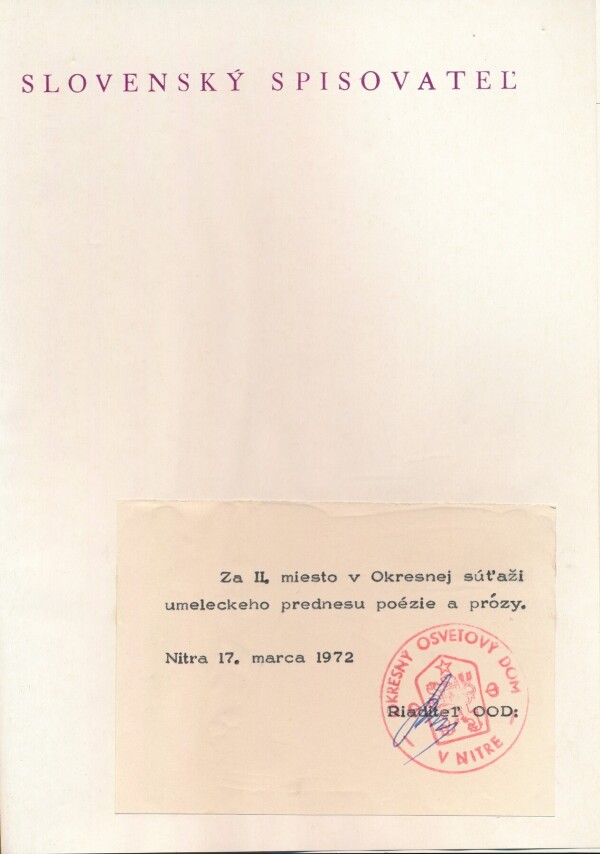 SLOVENSKÝ SPISOVATEĽ
Za II. miesto v Okresnej súťaži
umeleckeho prednesu poézie a prózy.
Nitra 17. marca 1972
OKRESNÝ OSVETOVÝ DOM
Riaditeľ OOD:
V NITRE